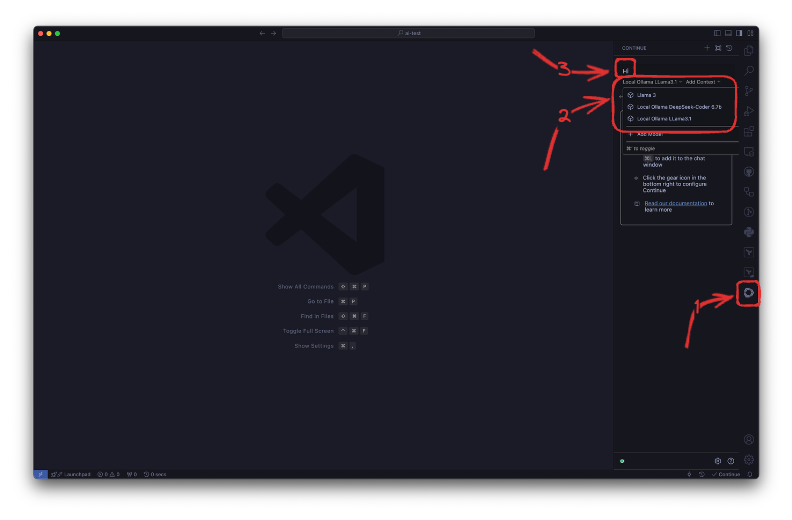 ai-test
CONTINUE
3
Hi
Local Ollama LLama3.1
Add Context
Llama 3
2
Local Ollama DeepSeek-Coder 6.7b
Local Ollama LLama3.1
+ Add Model
to toggle
to add it to the chat
window
Click the gear icon in the
bottom right to configure
Continue
Read our documentation to
learn more
1
Show All Commands ⇧ ⌘ P
Go to File ⌘ P
Find in Files ⇧ ⌘ F
Toggle Full Screen ^ ⌘ F
Show Settings ⌘ ,
Launchpad 0 0 0 0 secs
Continue